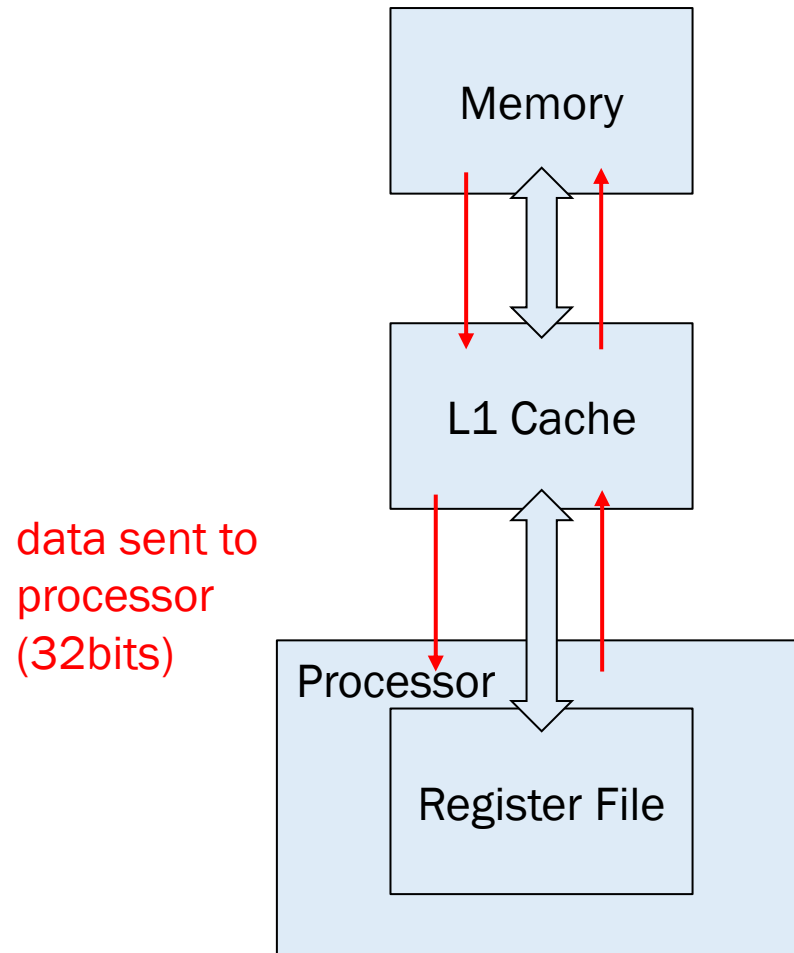 Memory
L1 Cache
data sent to
processor
(32bits)
Processor
Register File